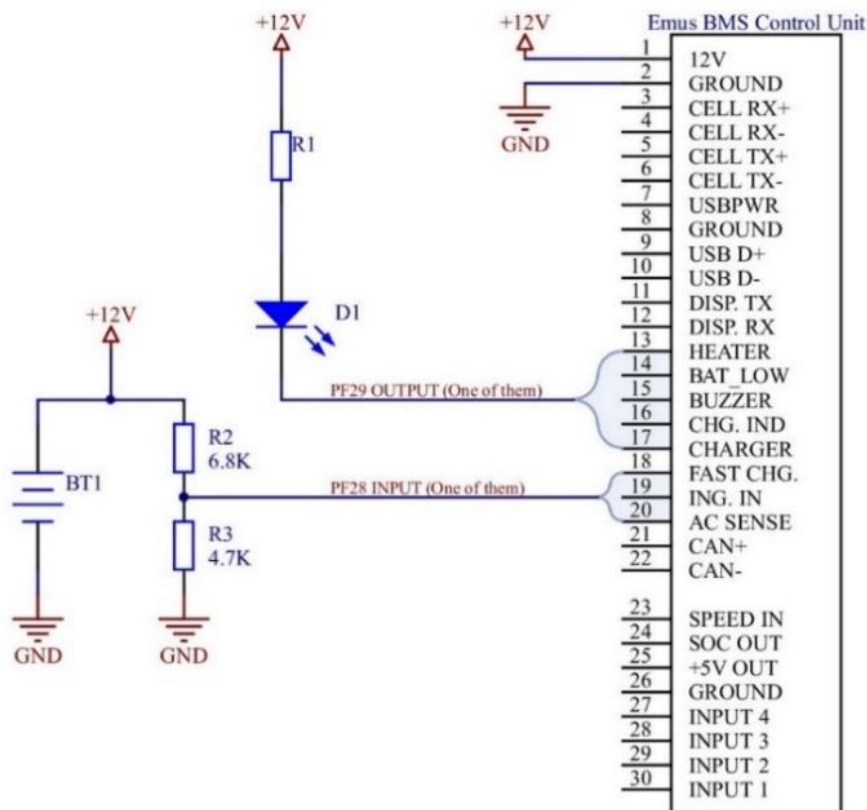 Emus BMS Control Unit
+12V
+12V
1 12V
2 GROUND
GND
3 CELL RX+
4 CELL RX-
5 CELL TX+
6 CELL TX-
7 USBPWR
8 GROUND
9 USB D+
10 USB D-
11 DISP. TX
12 DISP. RX
13 HEATER
14 BAT_LOW
15 BUZZER
16 CHG. IND
17 CHARGER
18 FAST CHG.
19 ING. IN
20 AC SENSE
21 CAN+
22 CAN-
23 SPEED IN
24 SOC OUT
25 +5V OUT
26 GROUND
27 INPUT 4
28 INPUT 3
29 INPUT 2
30 INPUT 1
R1
D1
+12V
PF29 OUTPUT (One of them)
R2
6.8K
BT1
PF28 INPUT (One of them)
R3
4.7K
GND
GND